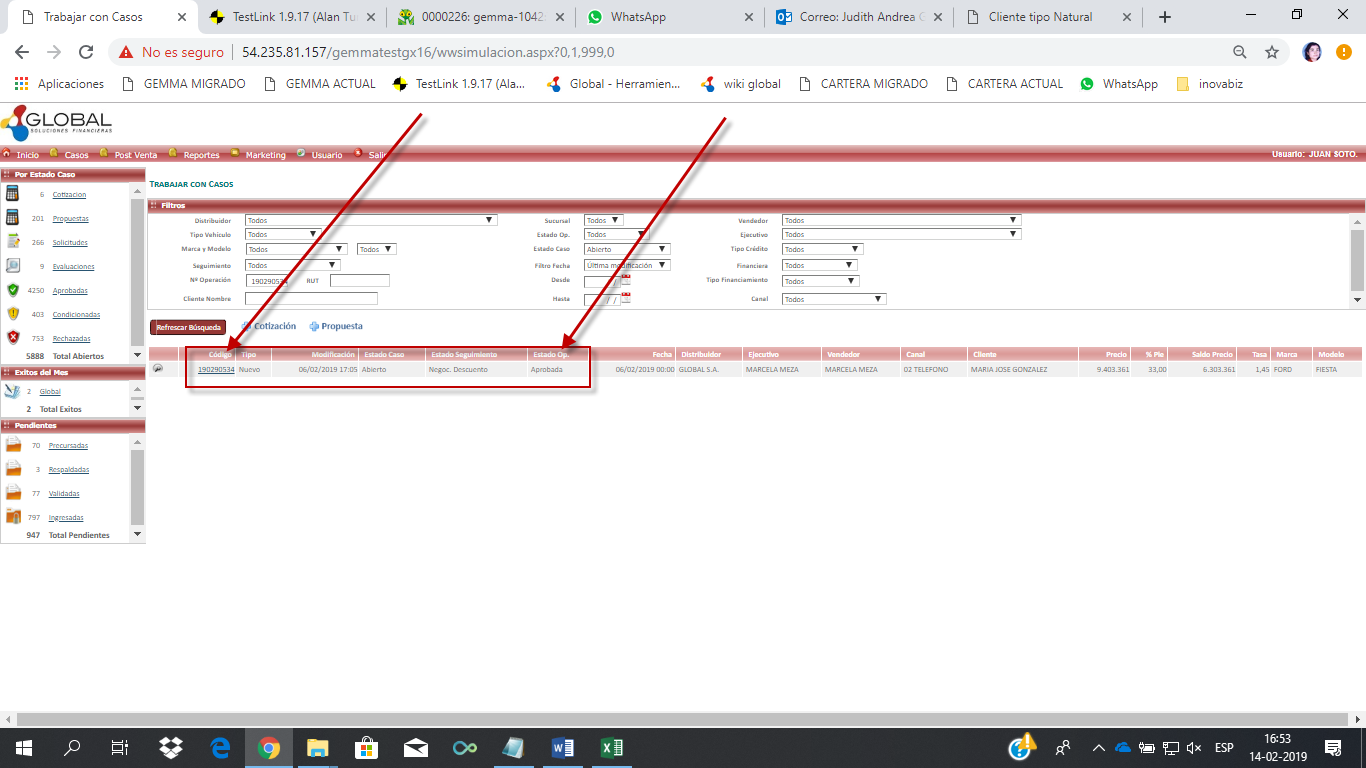 Trabajar con Casos
TestLink 1.9.17 (Alan Tu
0000226: gemma-1042
WhatsApp
Correo: Judith Andrea G
Cliente tipo Natural
No es seguro
54.235.81.157/gemmatestgx16/wwsimulacion.aspx?0,1,999,0
Aplicaciones GEMMA MIGRADO GEMMA ACTUAL TestLink 1.9.17 (Ala... Global - Herramien... wiki global CARTERA MIGRADO CARTERA ACTUAL WhatsApp inovabiz
GLOBAL
SOLUCIONES FINANCIERAS
Inicio Casos Post Venta Reportes Marketing Usuario Salir Usuario: JUAN SOTO.
Por Estado Caso
6 Cotizacion
201 Propuestas
266 Solicitudes
9 Evaluaciones
4250 Aprobadas
403 Condicionadas
753 Rechazadas
5888 Total Abiertos
Exitos del Mes
2 Global
2 Total Exitos
Pendientes
70 Precursadas
3 Respaldadas
77 Validadas
797 Ingresadas
947 Total Pendientes
TRABAJAR CON CASOS
Filtros
Distribuidor Todos Sucursal Todos Vendedor Todos
Tipo Vehículo Todos Estado Op. Todos Ejecutivo Todos
Marca y Modelo Todos Todos Estado Caso Abierto Tipo Crédito Todos
Seguimiento Todos Filtro Fecha Última modificación Financiera Todos
Nº Operación 190290534 RUT Desde / / Tipo Financiamiento Todos
Cliente Nombre Hasta / / Canal Todos
Refrescar Búsqueda Cotización Propuesta
Código Tipo Modificación Estado Caso Estado Seguimiento Estado Op. Fecha Distribuidor Ejecutivo Vendedor Canal Cliente Precio % Pie Saldo Precio Tasa Marca Modelo
190290534 Nuevo 06/02/2019 17:05 Abierto Negoc. Descuento Aprobada 06/02/2019 00:00 GLOBAL S.A. MARCELA MEZA MARCELA MEZA 02 TELEFONO MARIA JOSE GONZALEZ 9.403.361 33,00 6.303.361 1,45 FORD FIESTA
ESP
16:53
14-02-2019